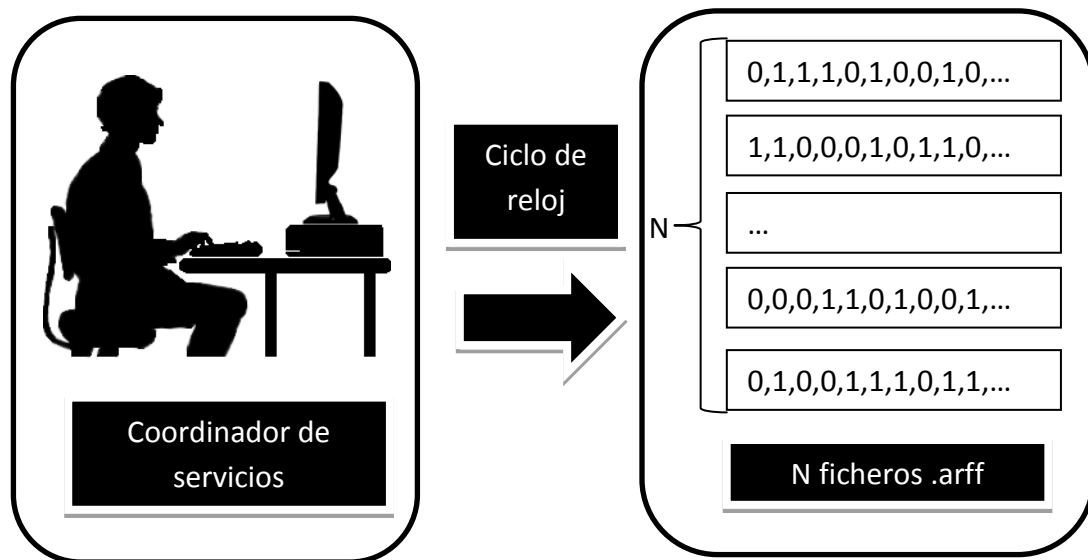 Coordinador de
servicios
Ciclo de
reloj
N
0,1,1,1,0,1,0,0,1,0,...
1,1,0,0,0,1,0,1,1,0,...
...
0,0,0,1,1,0,1,0,0,1,...
0,1,0,0,1,1,1,0,1,1,...
N ficheros .arff